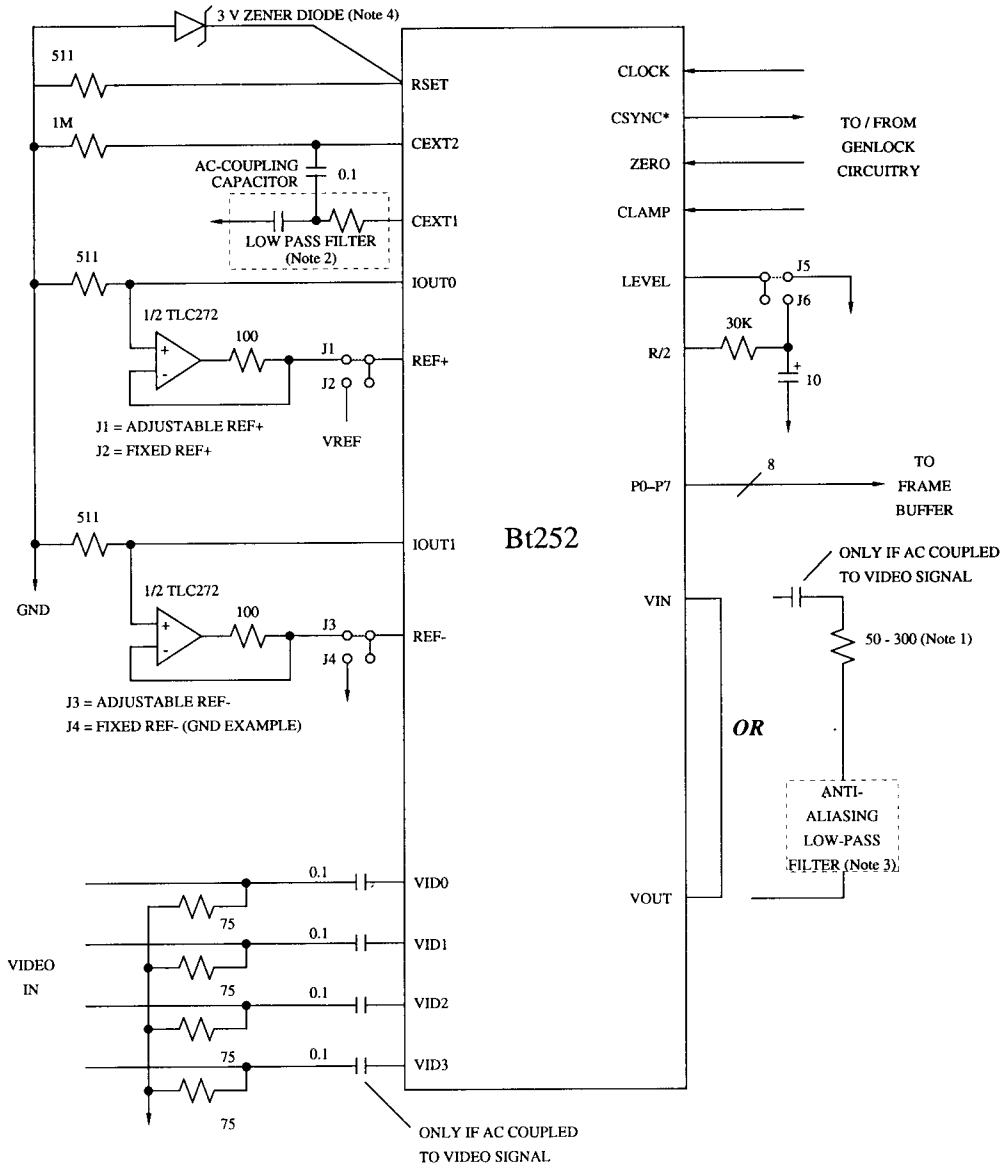 3 V ZENER DIODE (Note 4)
511
RSET
1M
CEXT2
AC-COUPLING
CAPACITOR
0.1
CEXT1
LOW PASS FILTER
(Note 2)
511
IOUT0
1/2 TLC272
+
-
100
J1
REF+
J2
J1 = ADJUSTABLE REF+
J2 = FIXED REF+
VREF
511
IOUT1
GND
1/2 TLC272
+
-
100
J3
REF-
J4
J3 = ADJUSTABLE REF-
J4 = FIXED REF- (GND EXAMPLE)
Bt252
CLOCK
CSYNC*
ZERO
CLAMP
TO / FROM
GENLOCK
CIRCUITRY
LEVEL
J5
J6
30K
R/2
+
10
P0–P7
8
TO
FRAME
BUFFER
ONLY IF AC COUPLED
TO VIDEO SIGNAL
VIN
50 - 300 (Note 1)
OR
ANTI-
ALIASING
LOW-PASS
FILTER (Note 3)
VOUT
0.1
VID0
75
0.1
VID1
VIDEO
IN
75
0.1
VID2
75
0.1
VID3
75
ONLY IF AC COUPLED
TO VIDEO SIGNAL